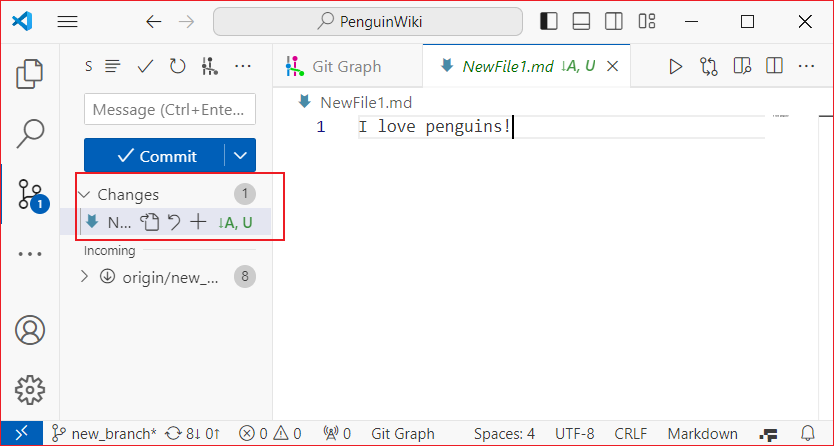 PenguinWiki
S
Git Graph
NewFile1.md ↓A, U
Message (Ctrl+Ente...
NewFile1.md
1 I love penguins!
Commit
Changes 1
N... ↓A, U
1
Incoming
origin/new_... 8
new_branch* 8↓ 0↑ 0 0 0 Git Graph Spaces: 4 UTF-8 CRLF Markdown